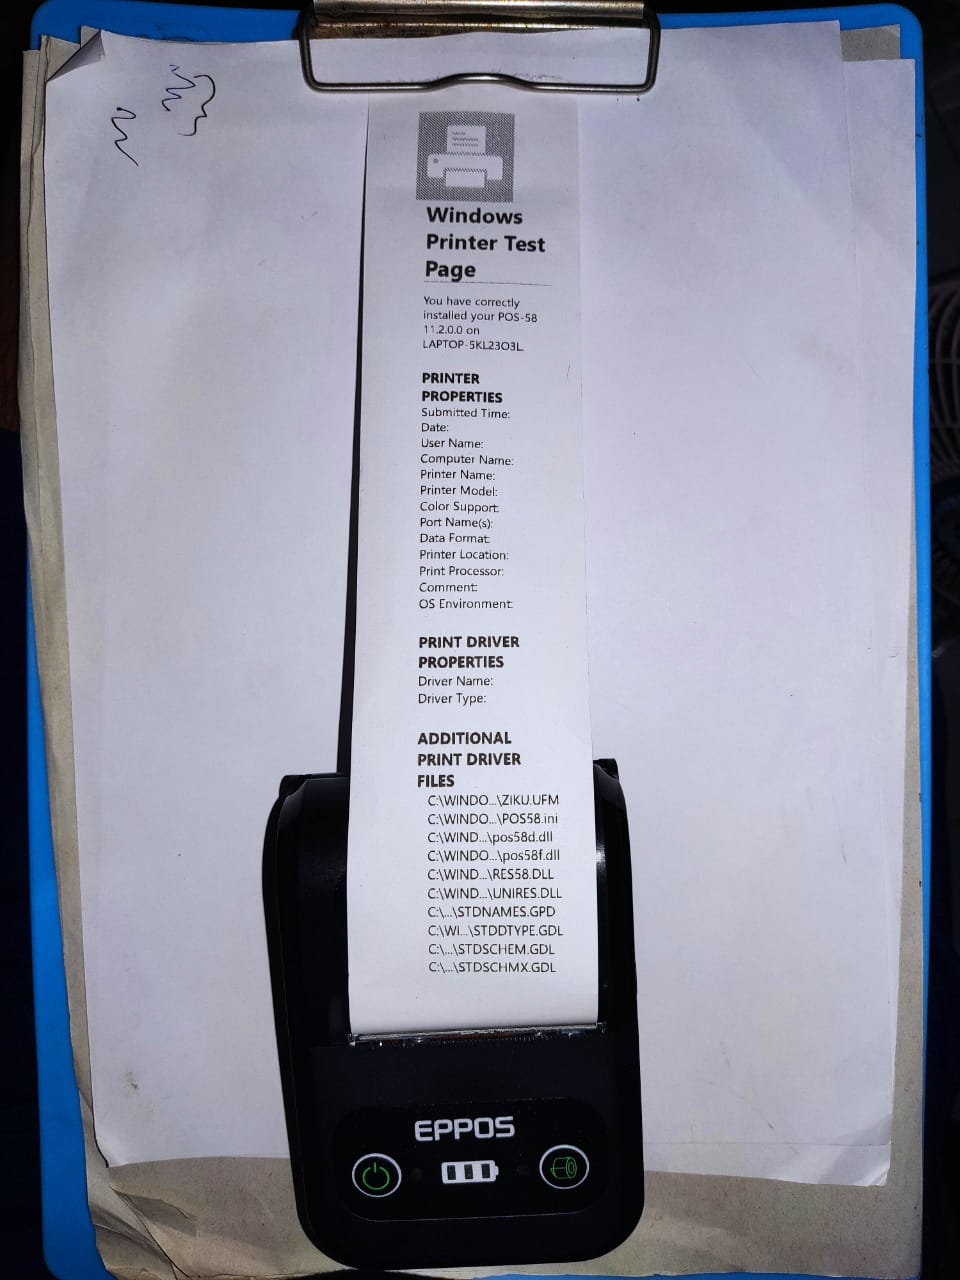 Windows
Printer Test
Page
You have correctly
installed your POS-58
11.2.0.0 on
LAPTOP-5KL23O3L.
PRINTER
PROPERTIES
Submitted Time:
Date:
User Name:
Computer Name:
Printer Name:
Printer Model:
Color Support:
Port Name(s):
Data Format:
Printer Location:
Print Processor:
Comment:
OS Environment:
PRINT DRIVER
PROPERTIES
Driver Name:
Driver Type:
ADDITIONAL
PRINT DRIVER
FILES
C:\WINDO...\ZIKU.UFM
C:\WINDO...\POS58.ini
C:\WIND...\pos58d.dll
C:\WINDO...\pos58f.dll
C:\WIND...\RES58.DLL
C:\WIND...\UNIRES.DLL
C:\...\STDNAMES.GPD
C:\Wi...\STDDTYPE.GDL
C:\...\STDSCHEM.GDL
C:\...\STDSCHMX.GDL
EPPOS